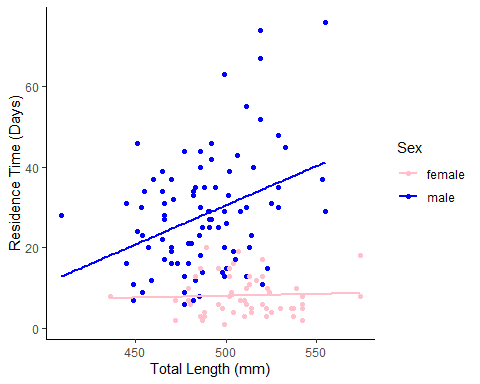 Residence Time (Days)
60
40
20
0
450 500 550
Total Length (mm)
Sex
female
male